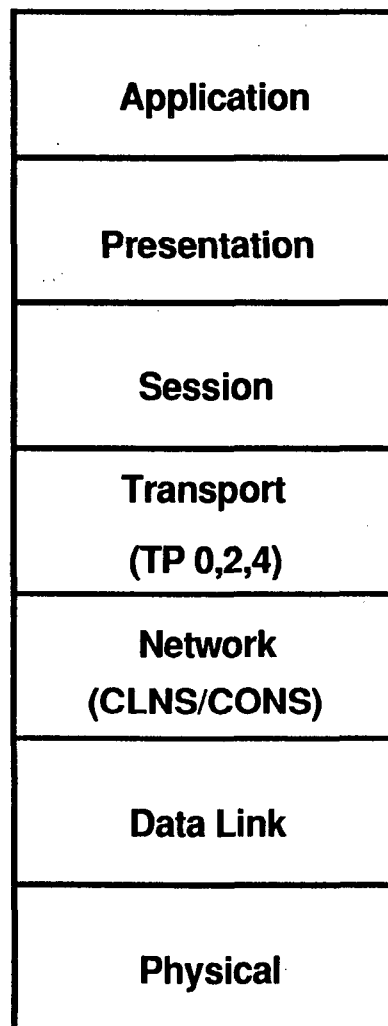 Application
Presentation
Session
Transport
(TP 0,2,4)
Network
(CLNS/CONS)
Data Link
Physical